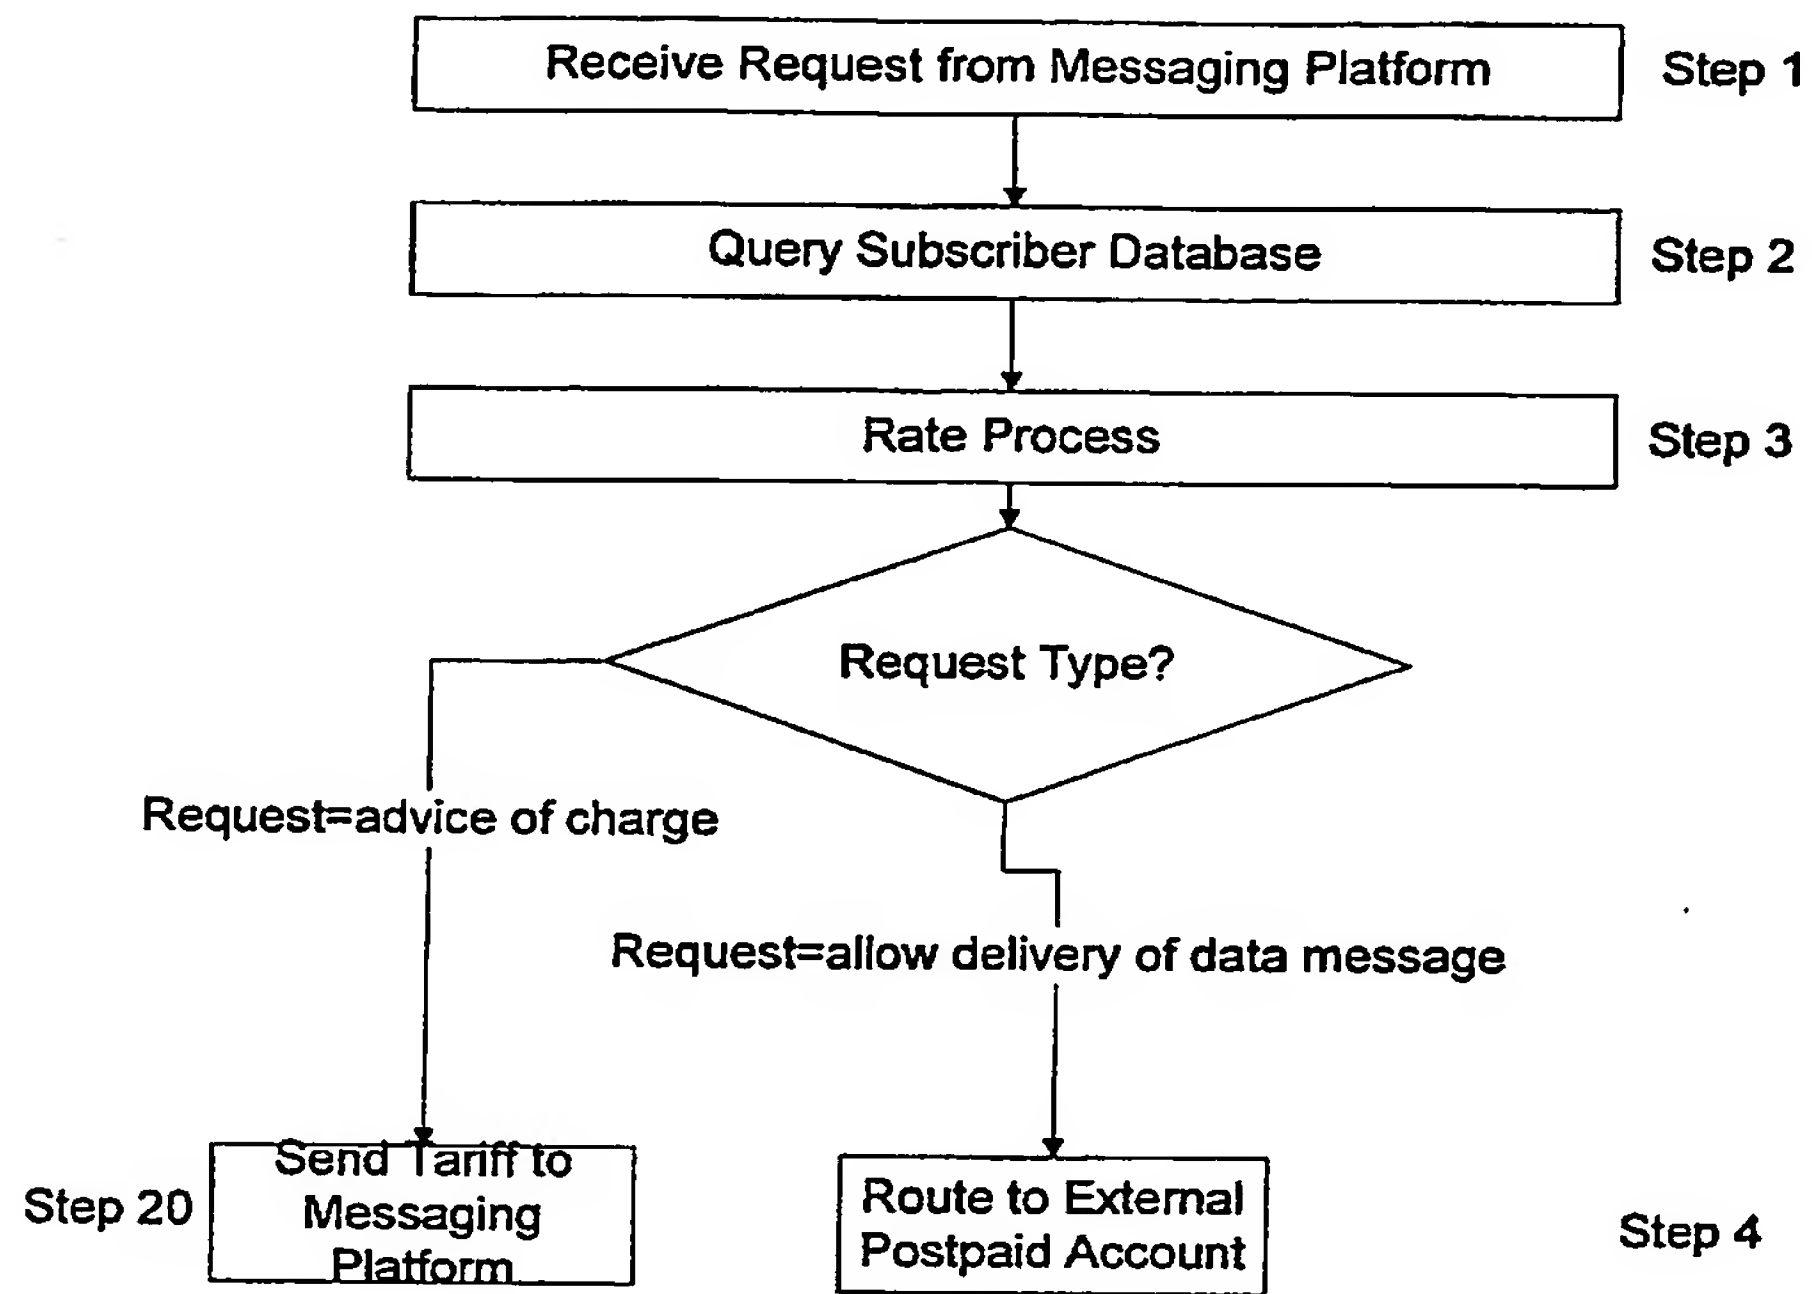 Receive Request from Messaging Platform
Step 1
Query Subscriber Database
Step 2
Rate Process
Step 3
Request Type?
Request=advice of charge
Request=allow delivery of data message
Step 20
Send Tariff to
Messaging
Platform
Route to External
Postpaid Account
Step 4